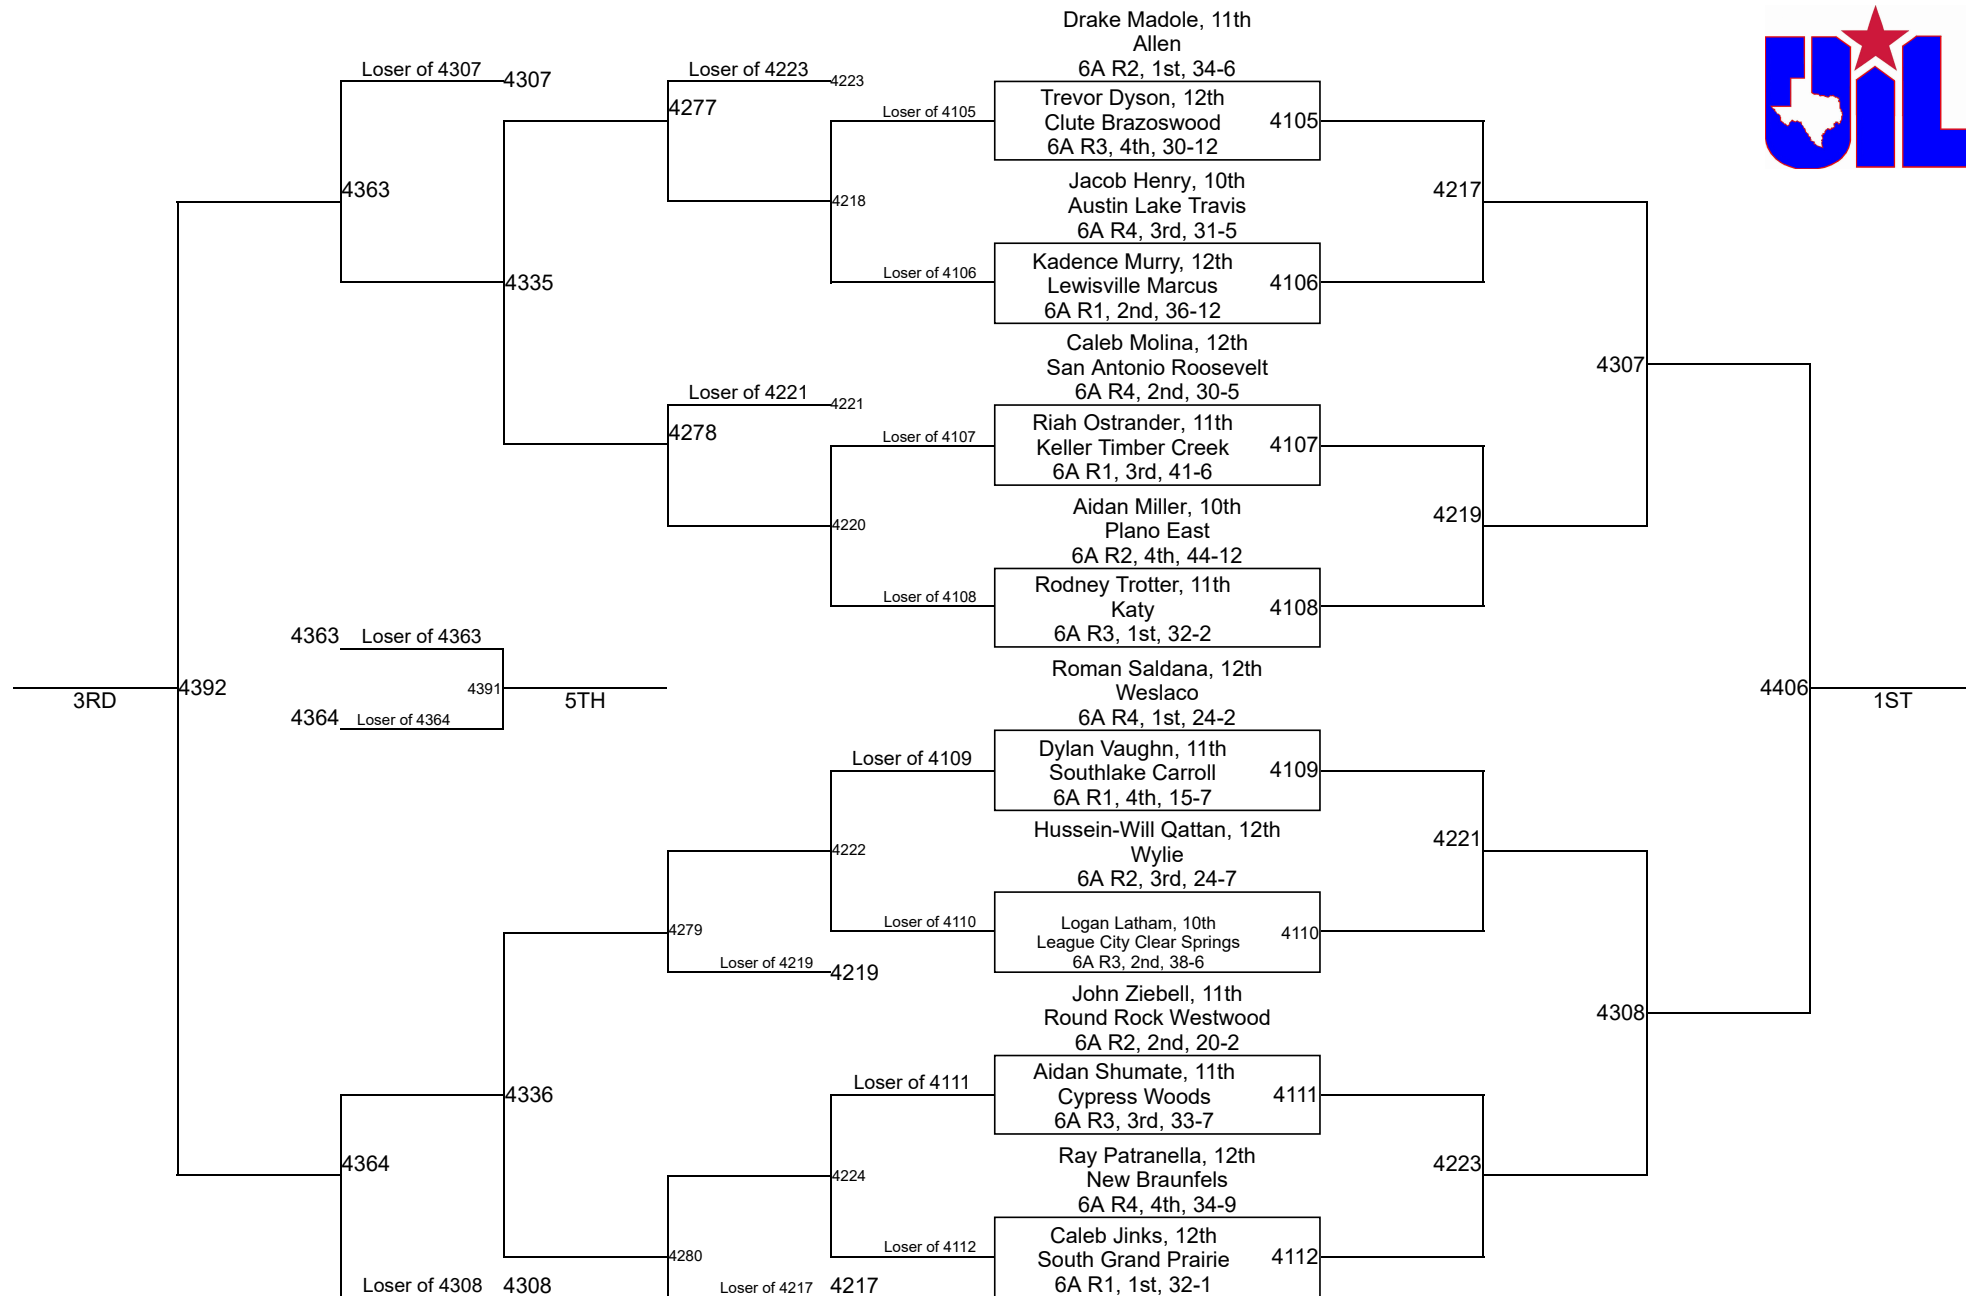 Drake Madole, 11th
Allen
6A R2, 1st, 34-6
Loser of 4307 4307
Loser of 4223 4223
4277
Loser of 4105
Trevor Dyson, 12th
Clute Brazoswood
6A R3, 4th, 30-12
4105
UIL
4363
4218
Jacob Henry, 10th
Austin Lake Travis
6A R4, 3rd, 31-5
4217
4335
Loser of 4106
Kadence Murry, 12th
Lewisville Marcus
6A R1, 2nd, 36-12
4106
Caleb Molina, 12th
San Antonio Roosevelt
6A R4, 2nd, 30-5
4307
Loser of 4221 4221
4278
Loser of 4107
Riah Ostrander, 11th
Keller Timber Creek
6A R1, 3rd, 41-6
4107
4220
Aidan Miller, 10th
Plano East
6A R2, 4th, 44-12
4219
Loser of 4108
Rodney Trotter, 11th
Katy
6A R3, 1st, 32-2
4108
4363 Loser of 4363
3RD
4392
4391
5TH
4364 Loser of 4364
Roman Saldana, 12th
Weslaco
6A R4, 1st, 24-2
4406
1ST
Loser of 4109
Dylan Vaughn, 11th
Southlake Carroll
6A R1, 4th, 15-7
4109
4222
Hussein-Will Qattan, 12th
Wylie
6A R2, 3rd, 24-7
4221
4279
Loser of 4110
Logan Latham, 10th
League City Clear Springs
6A R3, 2nd, 38-6
4110
Loser of 4219 4219
John Ziebell, 11th
Round Rock Westwood
6A R2, 2nd, 20-2
4308
4336
Loser of 4111
Aidan Shumate, 11th
Cypress Woods
6A R3, 3rd, 33-7
4111
4364
4224
Ray Patranella, 12th
New Braunfels
6A R4, 4th, 34-9
4223
4280
Loser of 4112
Caleb Jinks, 12th
South Grand Prairie
6A R1, 1st, 32-1
4112
Loser of 4308 4308
Loser of 4217 4217